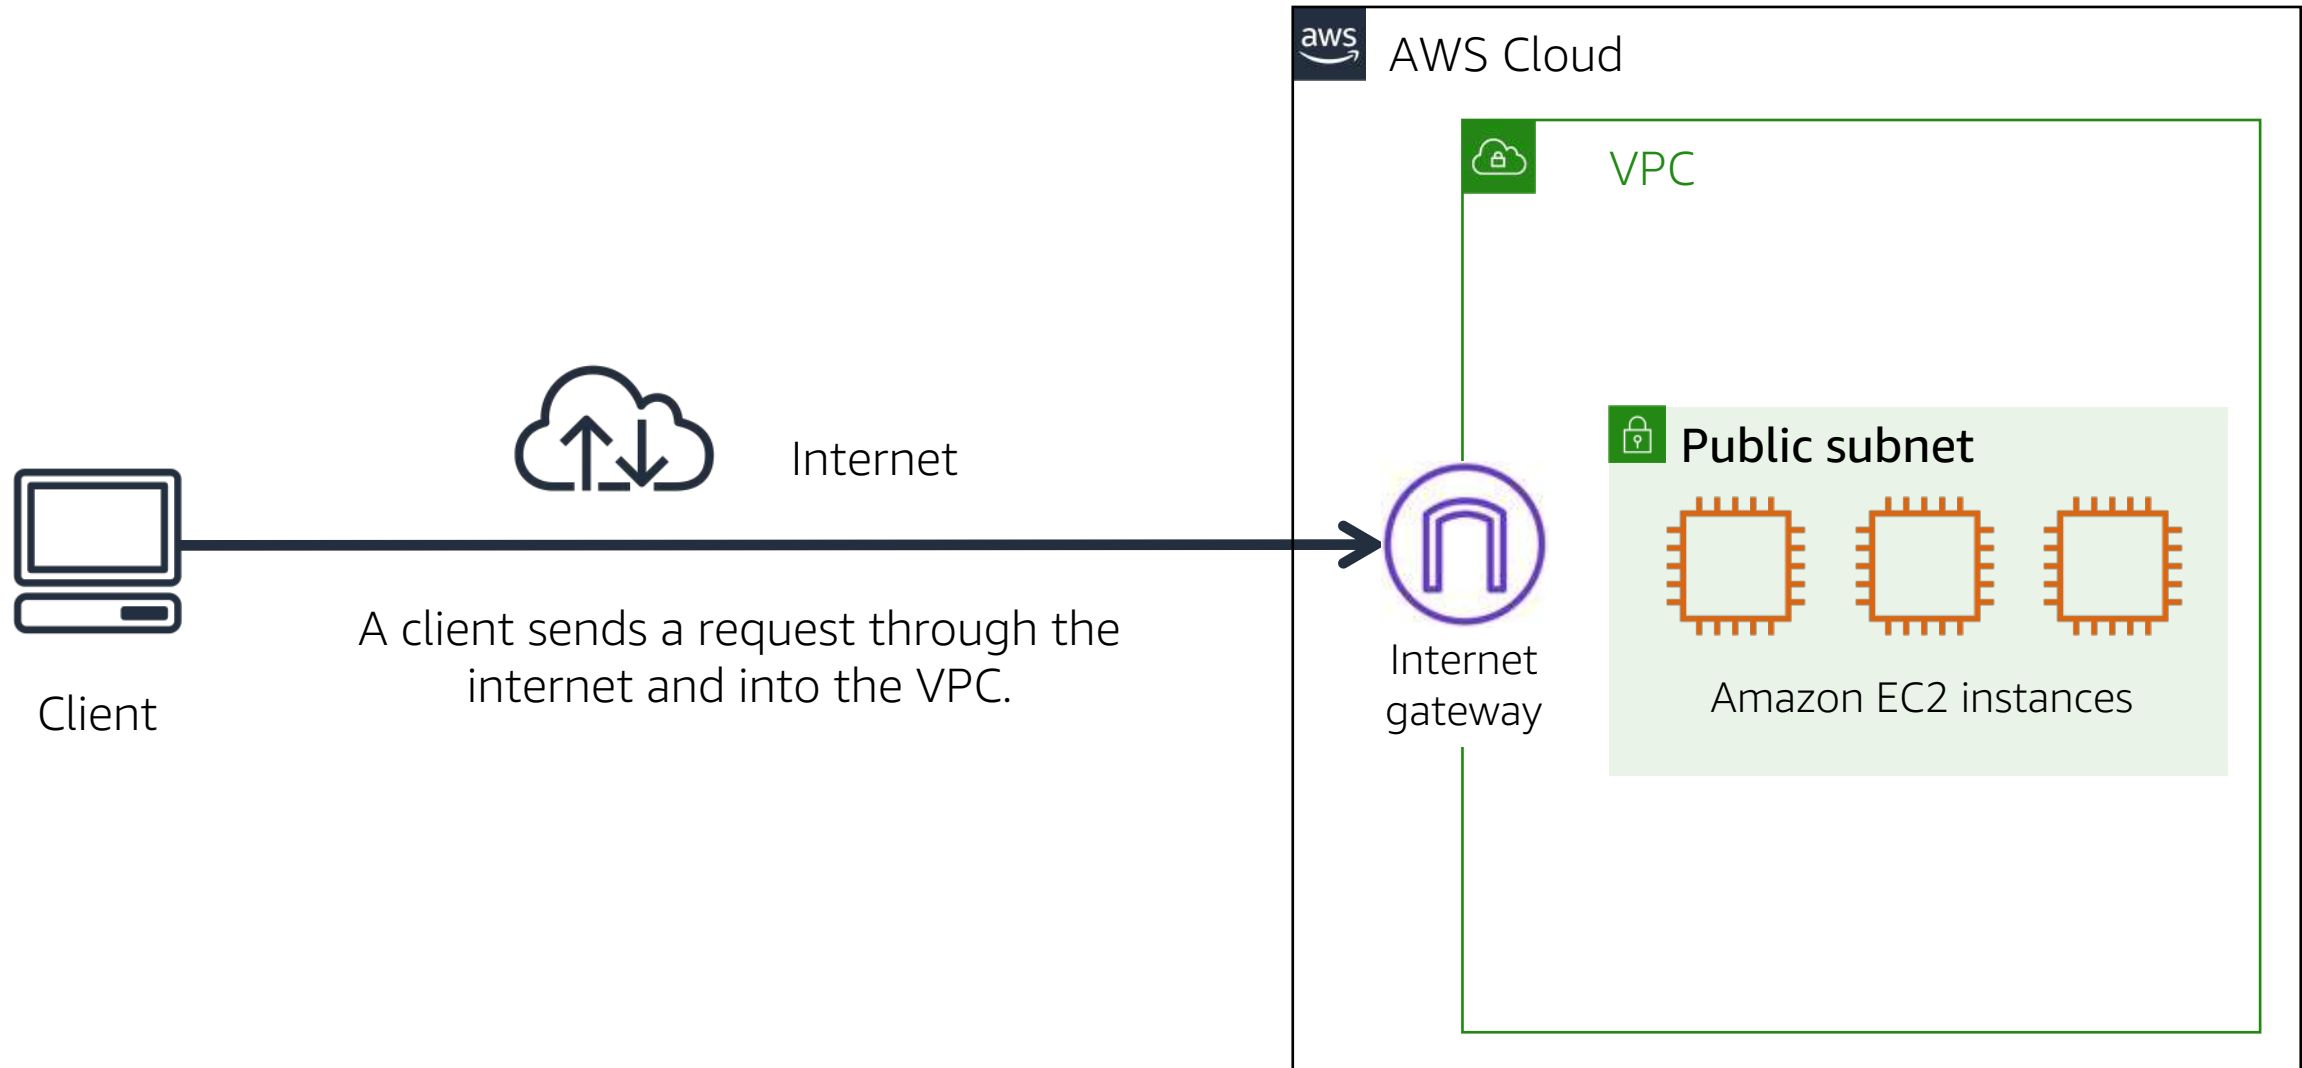 aws
AWS Cloud
VPC
Internet
Public subnet
A client sends a request through the
internet and into the VPC.
Client
Internet
gateway
Amazon EC2 instances